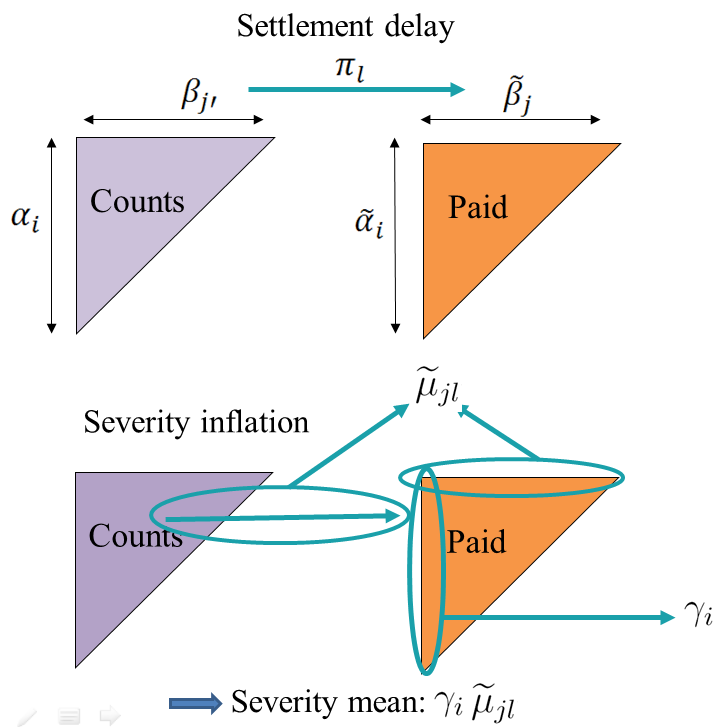 Settlement delay
π_l
β_{j′}
β̃_j
Counts
Paid
α_i
α̃_i
μ̃_{jl}
Severity inflation
Counts
Paid
γ_i
Severity mean: γ_i μ̃_{jl}